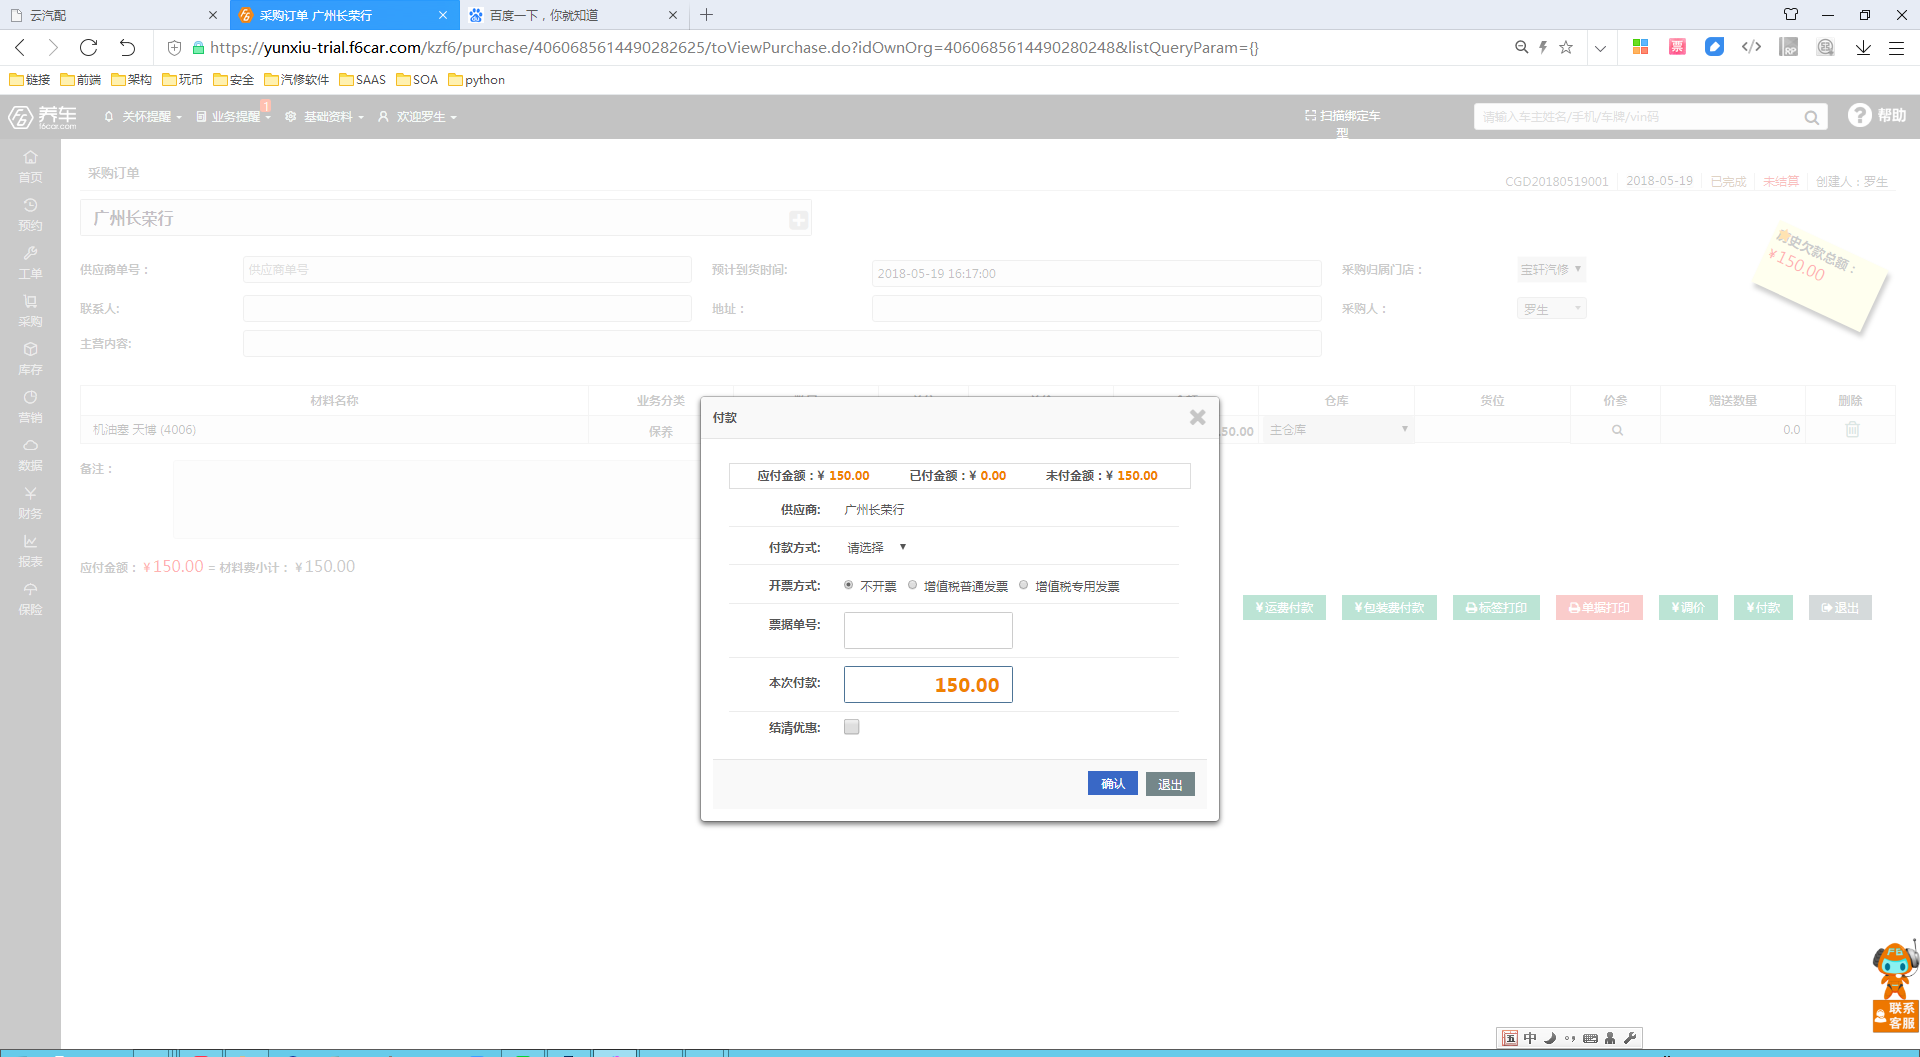 云汽配
采购订单 广州长荣行
百度一下，你就知道
https://yunxiu-trial.f6car.com/kzf6/purchase/4060685614490282625/toViewPurchase.do?idOwnOrg=4060685614490280248&listQueryParam={}
票
RP
链接 前端 架构 玩币 安全 汽修软件 SAAS SOA python
F6 养车
f6car.com
关怀提醒 业务提醒 1 基础资料 欢迎罗生
扫描绑定车型
请输入车主姓名/手机/车牌/vin码
? 帮助
首页
预约
工单
采购
库存
营销
数据
财务
报表
保险
采购订单
CGD20180519001 2018-05-19 已完成 未结算 创建人：罗生
广州长荣行
历史欠款总额：
¥150.00
供应商单号： 供应商单号 预计到货时间: 2018-05-19 16:17:00 采购归属门店： 宝轩汽修
联系人: 地址： 采购人： 罗生
主营内容:
材料名称 业务分类 仓库 货位 价参 赠送数量 删除
机油塞 天博 (4006) 保养 50.00 主仓库 0.0
备注：
应付金额：¥150.00 = 材料费小计：¥150.00
¥运费付款 ¥包装费付款 标签打印 单据打印 ¥调价 ¥付款 退出
付款
应付金额：¥ 150.00 已付金额：¥ 0.00 未付金额：¥ 150.00
供应商: 广州长荣行
付款方式: 请选择
开票方式: 不开票 增值税普通发票 增值税专用发票
票据单号:
本次付款: 150.00
结清优惠:
确认 退出
F6
联系
客服
五 中